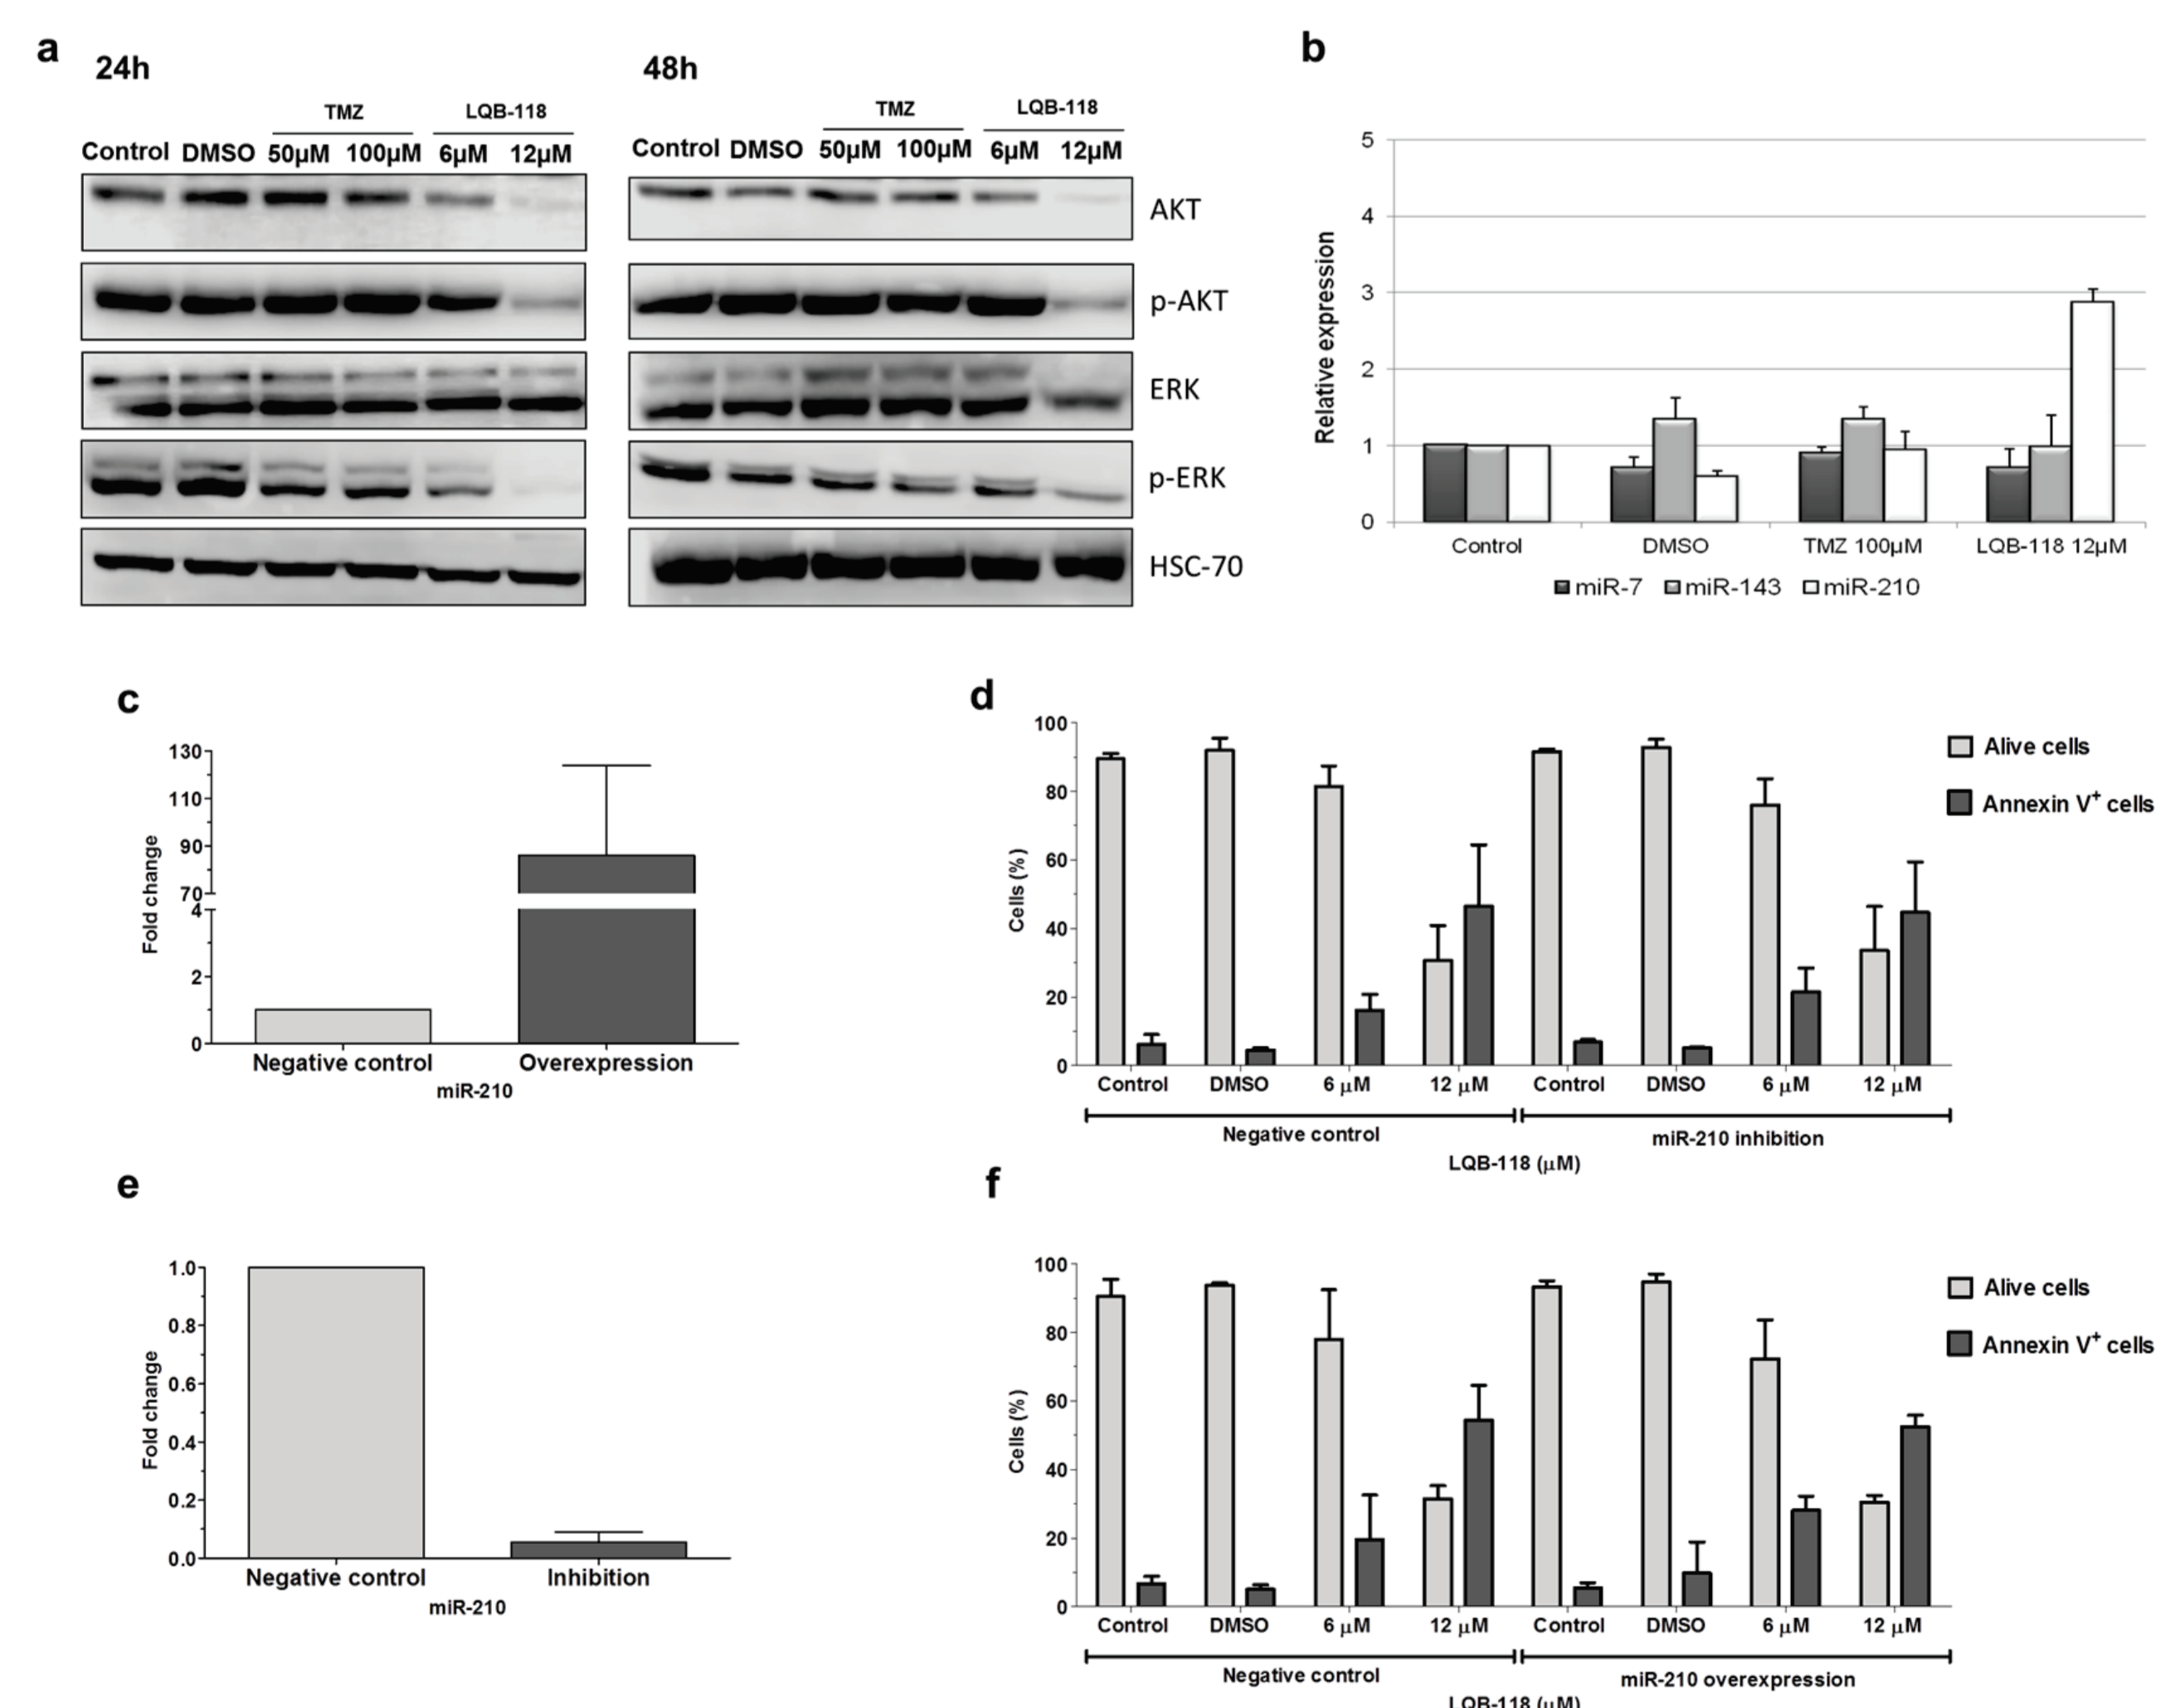 a
24h
TMZ
LQB-118
Control DMSO 50µM 100µM 6µM 12µM
48h
TMZ
LQB-118
Control DMSO 50µM 100µM 6µM 12µM
AKT
p-AKT
ERK
p-ERK
HSC-70
b
Relative expression
5
4
3
2
1
0
Control DMSO TMZ 100µM LQB-118 12µM
miR-7 miR-143 miR-210
c
Fold change
130
110
90
70
4
2
0
Negative control Overexpression
miR-210
d
Cells (%)
100
80
60
40
20
0
Alive cells
Annexin V+ cells
Control DMSO 6 µM 12 µM Control DMSO 6 µM 12 µM
Negative control miR-210 inhibition
LQB-118 (µM)
e
Fold change
1.0
0.8
0.6
0.4
0.2
0.0
Negative control Inhibition
miR-210
f
Cells (%)
100
80
60
40
20
0
Alive cells
Annexin V+ cells
Control DMSO 6 µM 12 µM Control DMSO 6 µM 12 µM
Negative control miR-210 overexpression
LQB-118 (µM)